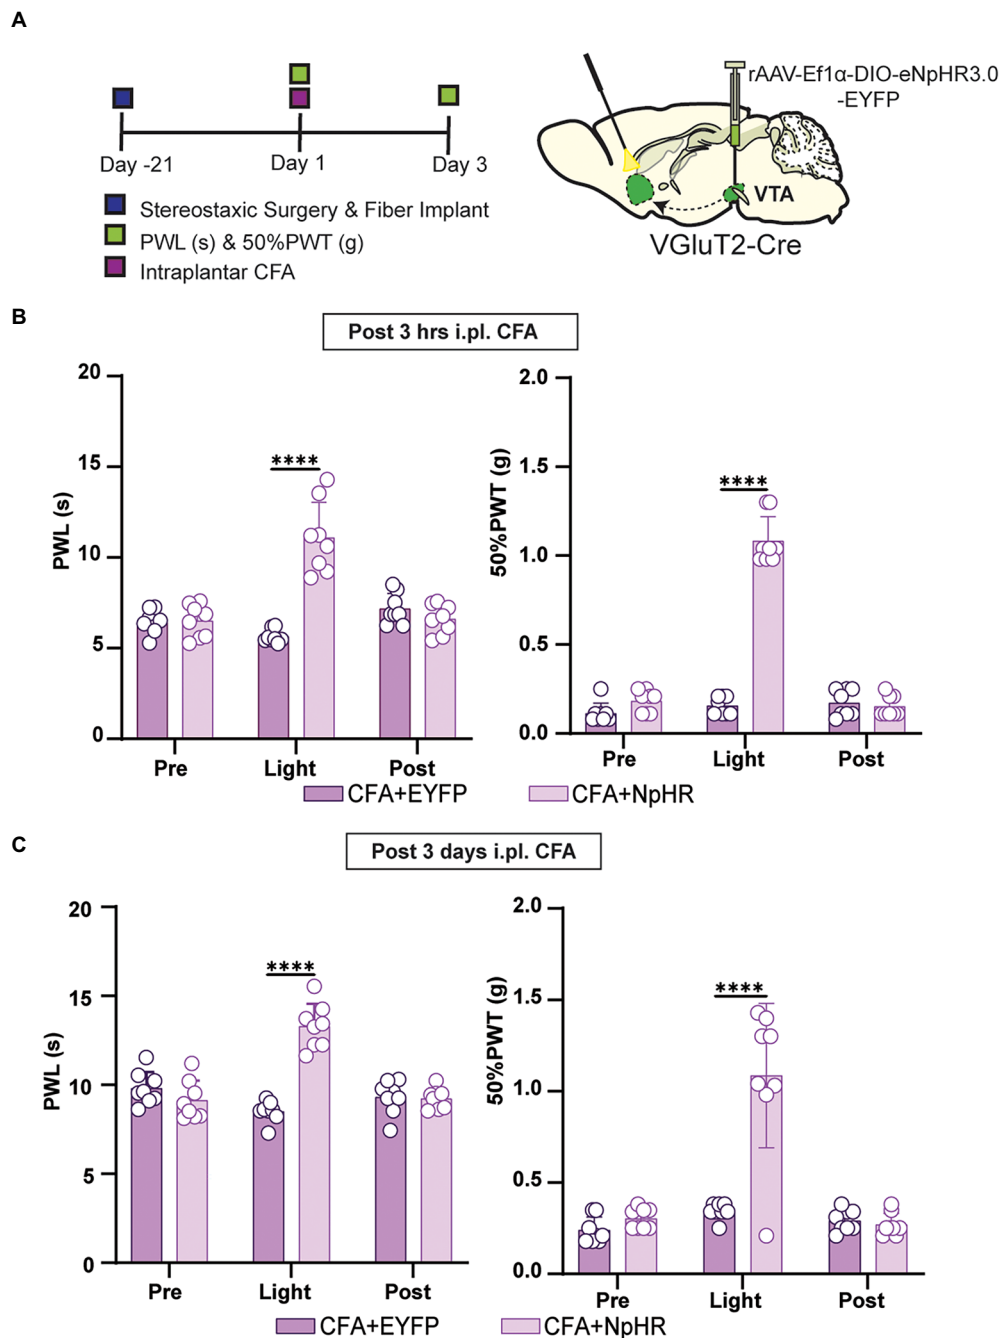 A
rAAV-Ef1α-DIO-eNpHR3.0
-EYFP
Day -21
Day 1
Day 3
VTA
Stereostaxic Surgery & Fiber Implant
PWL (s) & 50%PWT (g)
Intraplantar CFA
VGluT2-Cre
B
Post 3 hrs i.pl. CFA
20
15
10
5
0
PWL (s)
****
Pre
Light
Post
2.0
1.5
1.0
0.5
0.0
50%PWT (g)
****
Pre
Light
Post
CFA+EYFP
CFA+NpHR
C
Post 3 days i.pl. CFA
20
15
10
5
0
PWL (s)
****
Pre
Light
Post
2.0
1.5
1.0
0.5
0.0
50%PWT (g)
****
Pre
Light
Post
CFA+EYFP
CFA+NpHR